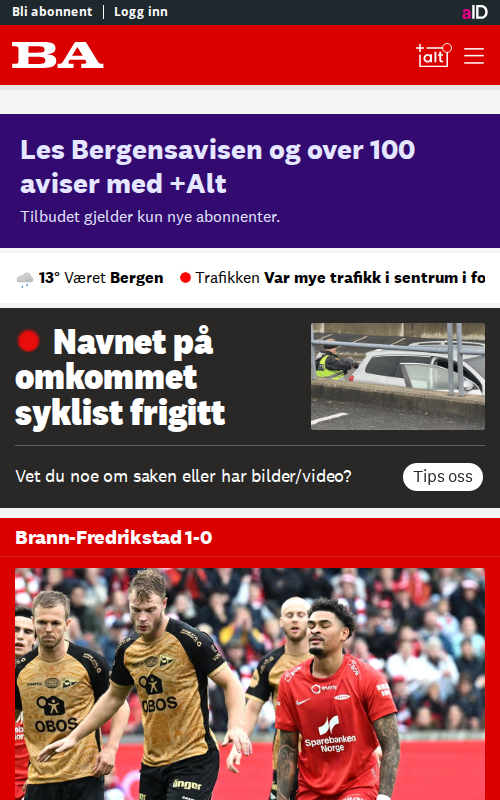 Bli abonnent
Logg inn
aID
BA
+alt
Les Bergensavisen og over 100
aviser med +Alt
Tilbudet gjelder kun nye abonnenter.
13° Været Bergen
Trafikken Var mye trafikk i sentrum i fo
Navnet på
omkommet
syklist frigitt
Vet du noe om saken eller har bilder/video?
Tips oss
Brann-Fredrikstad 1-0
OBOS
OBOS
änger
Sparebanken
Norge